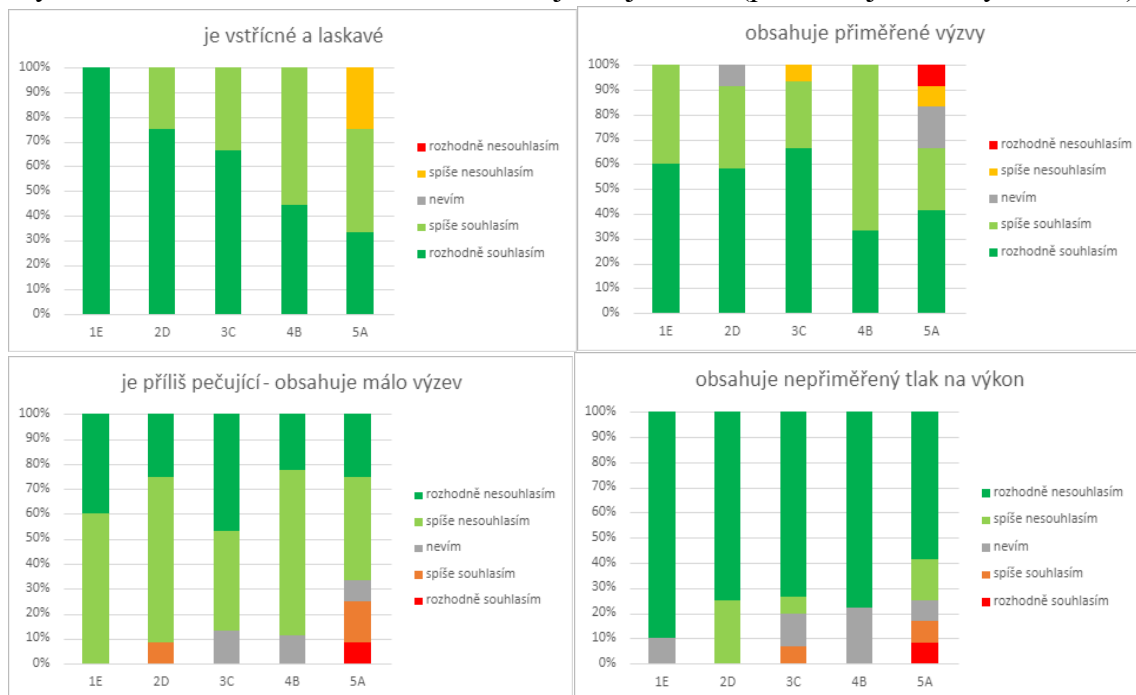 je vstřícné a laskavé
100%
90%
80%
70%
60%
50%
40%
30%
20%
10%
0%
1E 2D 3C 4B 5A
rozhodně nesouhlasím
spíše nesouhlasím
nevím
spíše souhlasím
rozhodně souhlasím
obsahuje přiměřené výzvy
100%
90%
80%
70%
60%
50%
40%
30%
20%
10%
0%
1E 2D 3C 4B 5A
rozhodně nesouhlasím
spíše nesouhlasím
nevím
spíše souhlasím
rozhodně souhlasím
je příliš pečující - obsahuje málo výzev
100%
90%
80%
70%
60%
50%
40%
30%
20%
10%
0%
1E 2D 3C 4B 5A
rozhodně nesouhlasím
spíše nesouhlasím
nevím
spíše souhlasím
rozhodně souhlasím
obsahuje nepřiměřený tlak na výkon
100%
90%
80%
70%
60%
50%
40%
30%
20%
10%
0%
1E 2D 3C 4B 5A
rozhodně nesouhlasím
spíše nesouhlasím
nevím
spíše souhlasím
rozhodně souhlasím